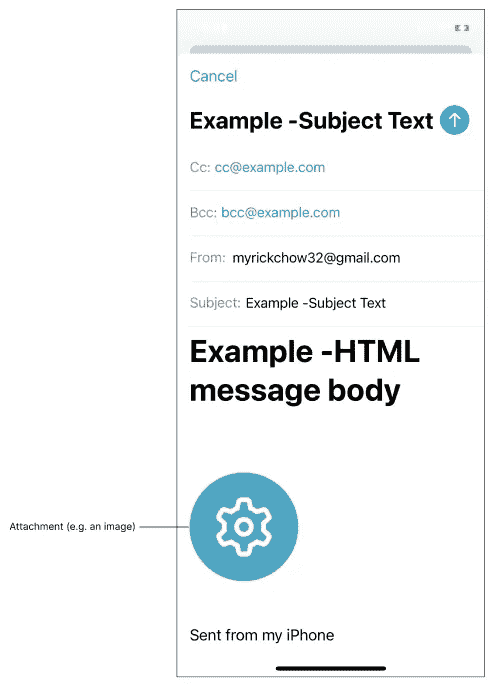 Cancel
Example -Subject Text
Cc: cc@example.com
Bcc: bcc@example.com
From: myrickchow32@gmail.com
Subject: Example -Subject Text
Example -HTML
message body
Attachment (e.g. an image)
Sent from my iPhone